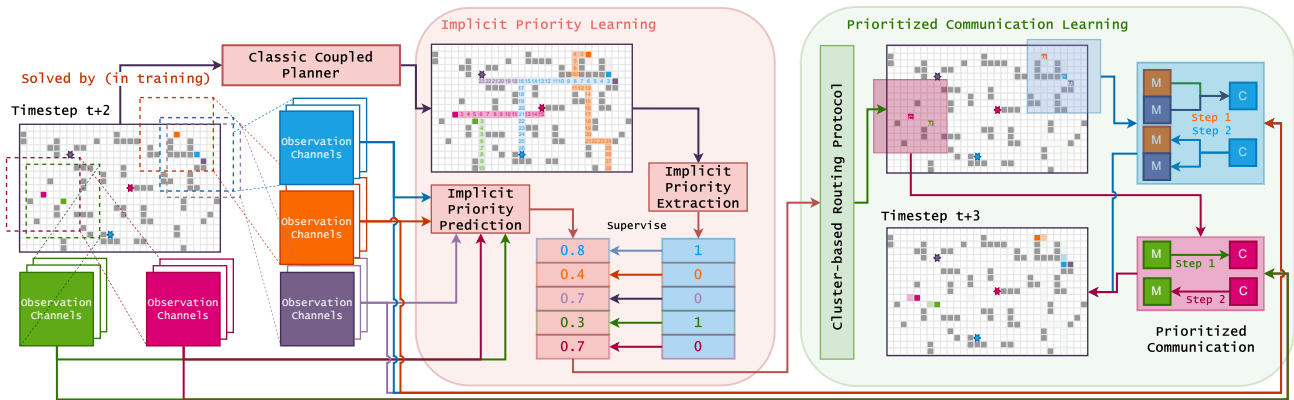 Implicit Priority Learning
Prioritized Communication Learning
Solved by (in training)
Classic Coupled
Planner
Timestep t+2
Observation
Channels
Observation
Channels
Observation
Channels
Observation
Channels
Observation
Channels
Implicit
Priority
Prediction
Implicit
Priority
Extraction
Supervise
0.8
1
0.4
0
0.7
0
0.3
1
0.7
0
Cluster-based Routing Protocol
Timestep t+3
M
C
M
Step 1
Step 2
M
C
M
M
C
Step 1
M
C
Step 2
Prioritized
Communication